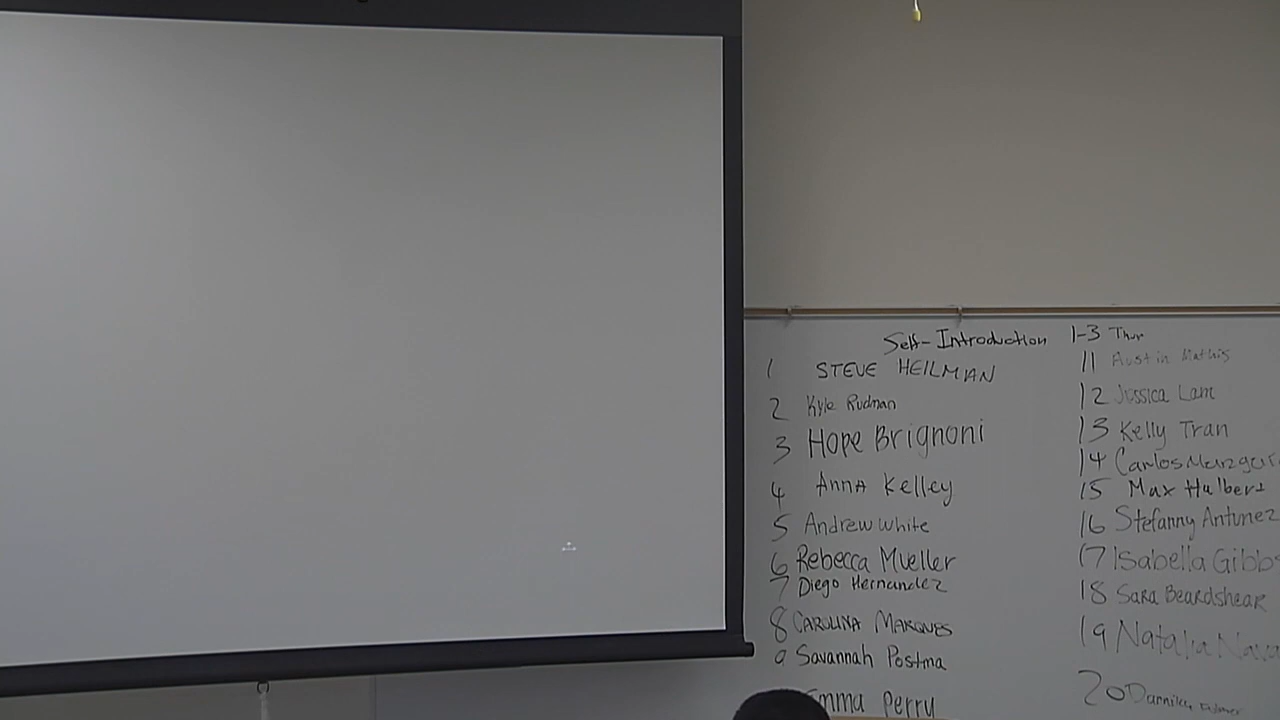 Self-Introduction 1-3 Thur
1 STEVE HEILMAN
2 Kyle Rudman
3 Hope Brignoni
4 Anna Kelley
5 Andrew White
6 Rebecca Mueller
7 Diego Hernandez
8 CAROLINA MARQUES
9 Savannah Postma
Emma Perry
11 Austin Mathis
12 Jessica Lam
13 Kelly Tran
14 Carlos
15 Max Hulbert
16 Stefanny Antunez
17 Isabella Gibbs
18 Sara Beardshear
19 Natalia
20